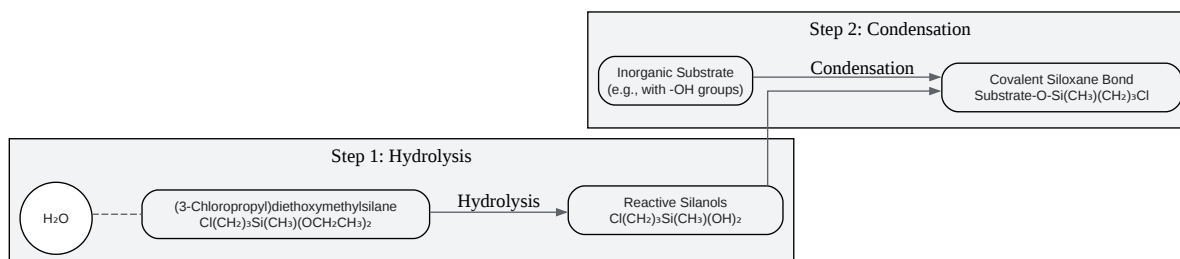 Step 2: Condensation
Inorganic Substrate
(e.g., with -OH groups)
Condensation
Covalent Siloxane Bond
Substrate-O-Si(CH₃)(CH₂)₃Cl
Step 1: Hydrolysis
H₂O
(3-Chloropropyl)diethoxymethylsilane
Cl(CH₂)₃Si(CH₃)(OCH₂CH₃)₂
Hydrolysis
Reactive Silanols
Cl(CH₂)₃Si(CH₃)(OH)₂